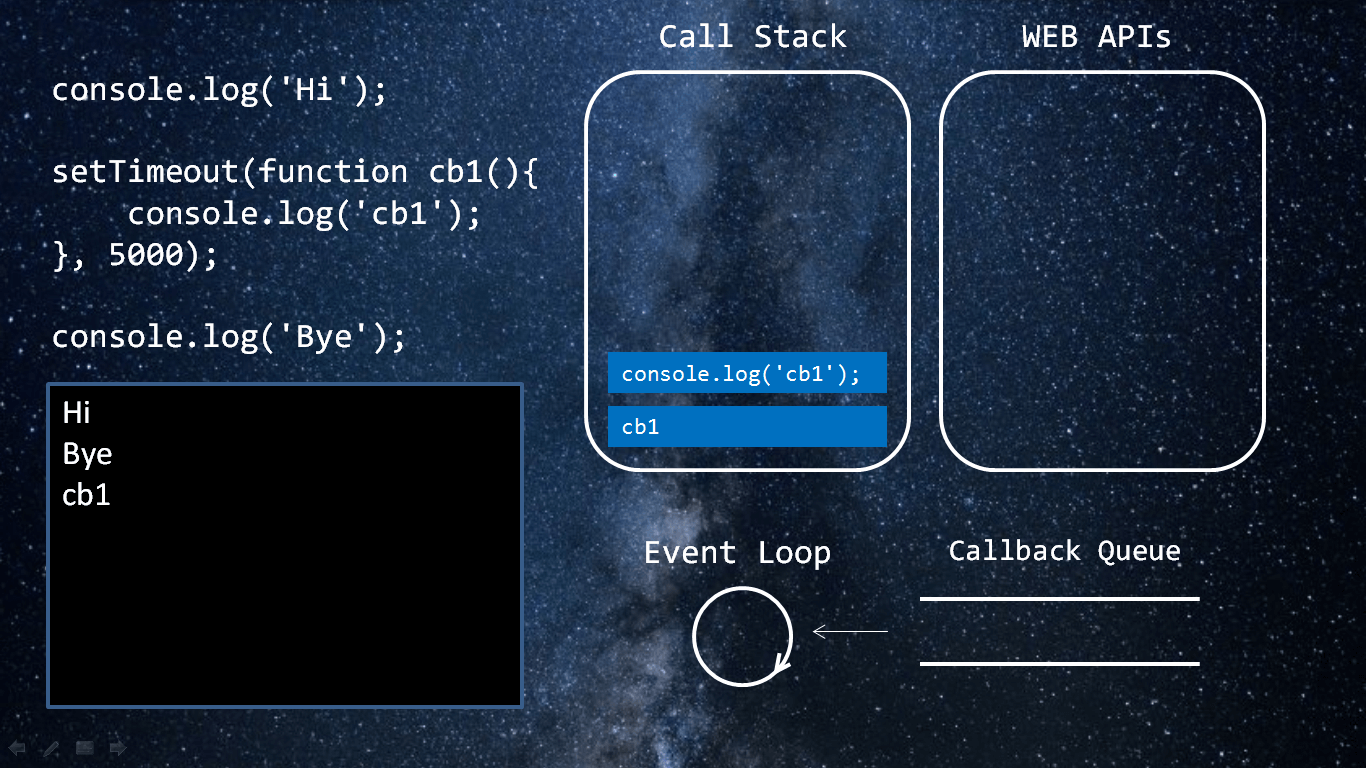 console.log('Hi');
setTimeout(function cb1(){
    console.log('cb1');
}, 5000);
console.log('Bye');
Hi
Bye
cb1
Call Stack
console.log('cb1');
cb1
WEB APIs
Event Loop
Callback Queue